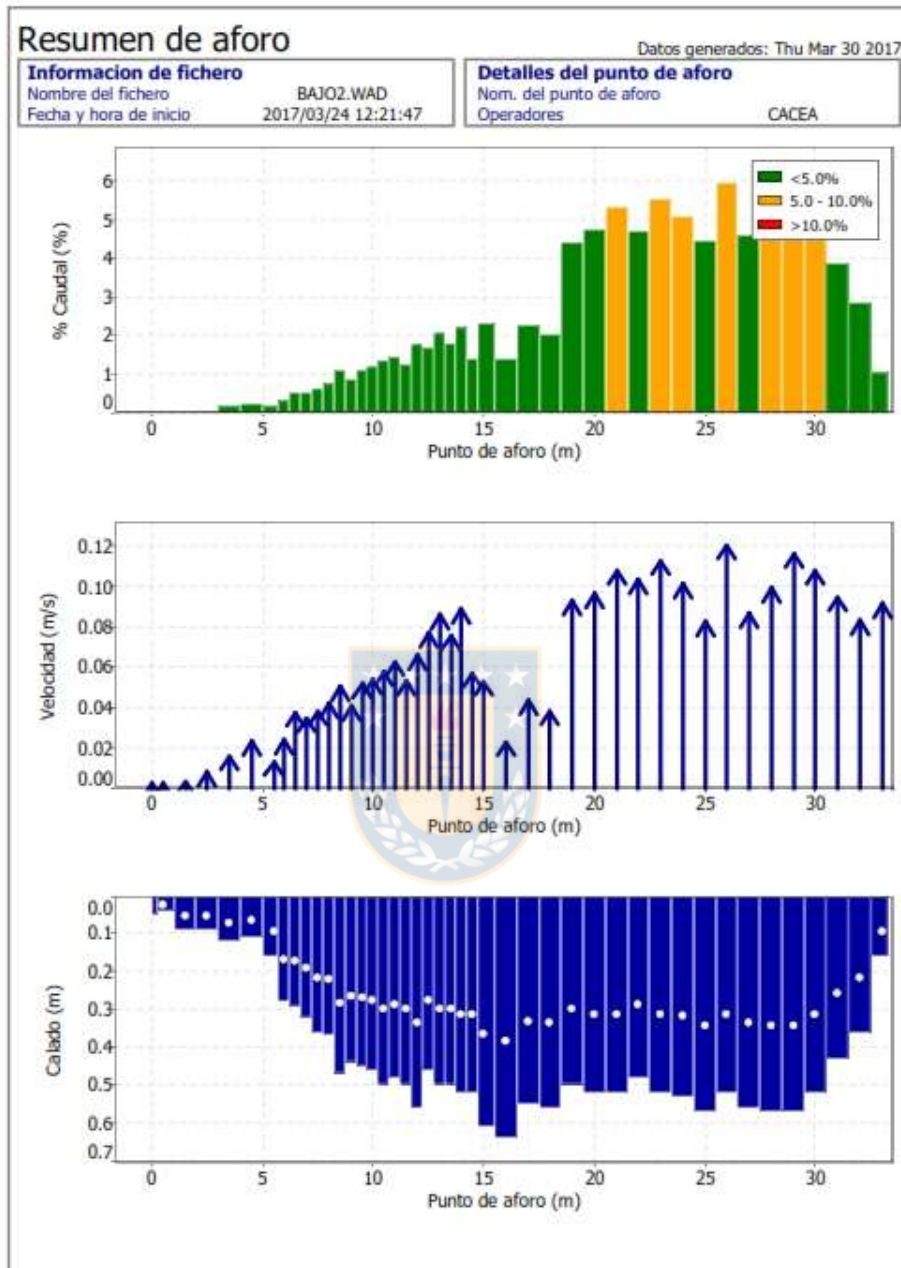 Resumen de aforo
Datos generados: Thu Mar 30 2017
Informacion de fichero
Nombre del fichero BAJO2.WAD
Fecha y hora de inicio 2017/03/24 12:21:47
Detalles del punto de aforo
Nom. del punto de aforo
Operadores CACEA
% Caudal (%)
6
5
4
3
2
1
0
<5.0%
5.0 - 10.0%
>10.0%
0 5 10 15 20 25 30
Punto de aforo (m)
Velocidad (m/s)
0.12
0.10
0.08
0.06
0.04
0.02
0.00
0 5 10 15 20 25 30
Punto de aforo (m)
Calado (m)
0.0
0.1
0.2
0.3
0.4
0.5
0.6
0.7
0 5 10 15 20 25 30
Punto de aforo (m)